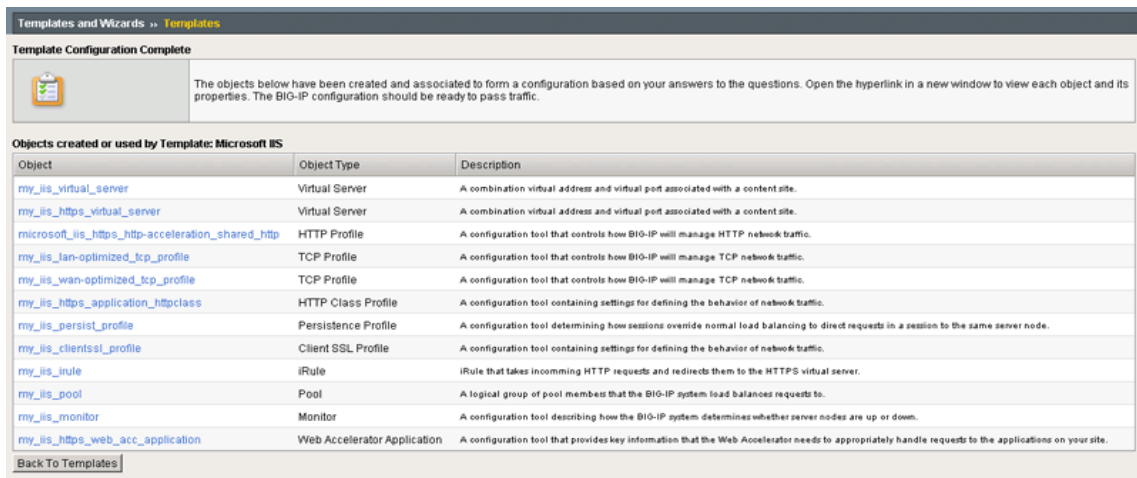 Templates and Wizards » Templates
Template Configuration Complete
The objects below have been created and associated to form a configuration based on your answers to the questions. Open the hyperlink in a new window to view each object and its
properties. The BIG-IP configuration should be ready to pass traffic.
Objects created or used by Template: Microsoft IIS
Object Object Type Description
my_iis_virtual_server Virtual Server A combination virtual address and virtual port associated with a content site.
my_iis_https_virtual_server Virtual Server A combination virtual address and virtual port associated with a content site.
microsoft_iis_https_http-acceleration_shared_http HTTP Profile A configuration tool that controls how BIG-IP will manage HTTP network traffic.
my_iis_lan-optimized_tcp_profile TCP Profile A configuration tool that controls how BIG-IP will manage TCP network traffic.
my_iis_wan-optimized_tcp_profile TCP Profile A configuration tool that controls how BIG-IP will manage TCP network traffic.
my_iis_https_application_httpclass HTTP Class Profile A configuration tool containing settings for defining the behavior of network traffic.
my_iis_persist_profile Persistence Profile A configuration tool determining how sessions override normal load balancing to direct requests in a session to the same server node.
my_iis_clientssl_profile Client SSL Profile A configuration tool containing settings for defining the behavior of network traffic.
my_iis_irule iRule iRule that takes incomming HTTP requests and redirects them to the HTTPS virtual server.
my_iis_pool Pool A logical group of pool members that the BIG-IP system load balances requests to.
my_iis_monitor Monitor A configuration tool describing how the BIG-IP system determines whether server nodes are up or down.
my_iis_https_web_acc_application Web Accelerator Application A configuration tool that provides key information that the Web Accelerator needs to appropriately handle requests to the applications on your site.
Back To Templates